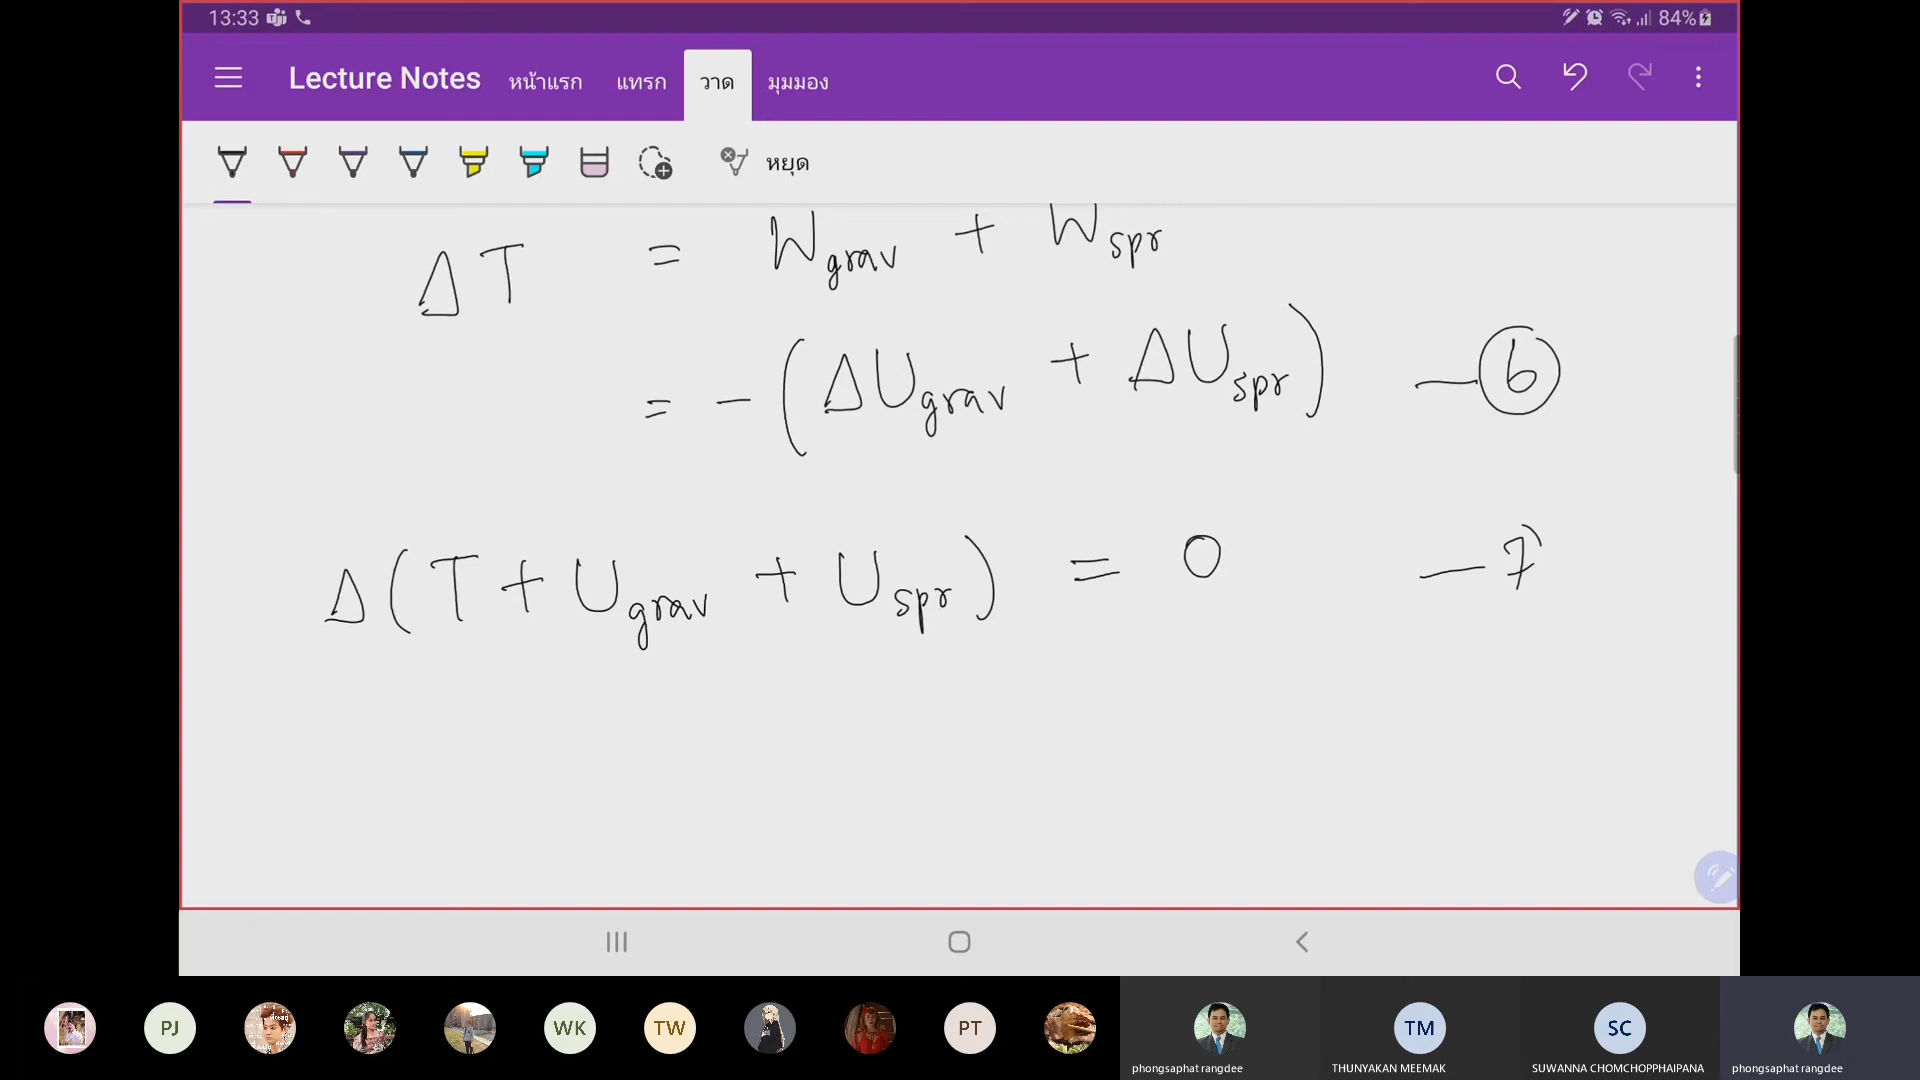 13:33 84%
Lecture Notes หน้าแรก แทรก วาด มุมมอง
หยุด
ΔT = W_grav + W_spr
= - (ΔU_grav + ΔU_spr) — 6
Δ(T + U_grav + U_spr) = 0 — 7
PJ WK TW PT TM SC
phongsaphat rangdee THUNYAKAN MEEMAK SUWANNA CHOMCHOPPHAIPANA phongsaphat rangdee